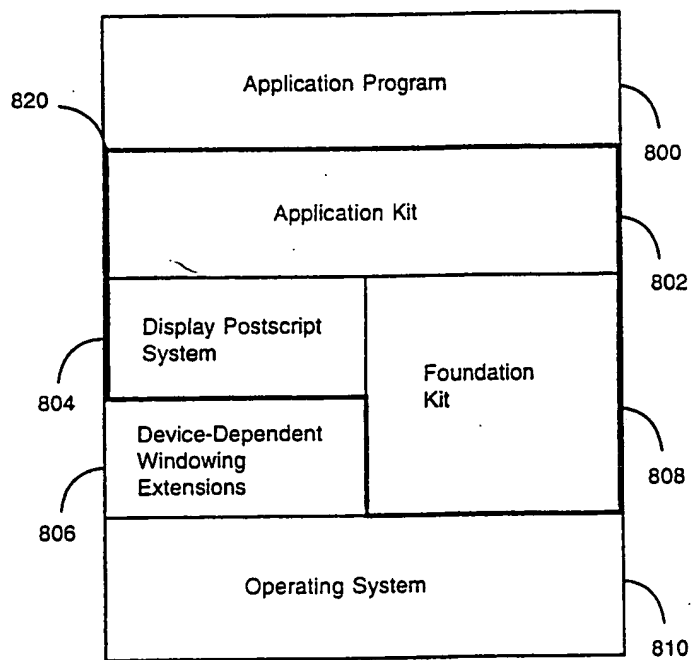 Application Program
820
800
Application Kit
802
Display Postscript
System
Foundation
Kit
804
Device-Dependent
Windowing
Extensions
808
806
Operating System
810